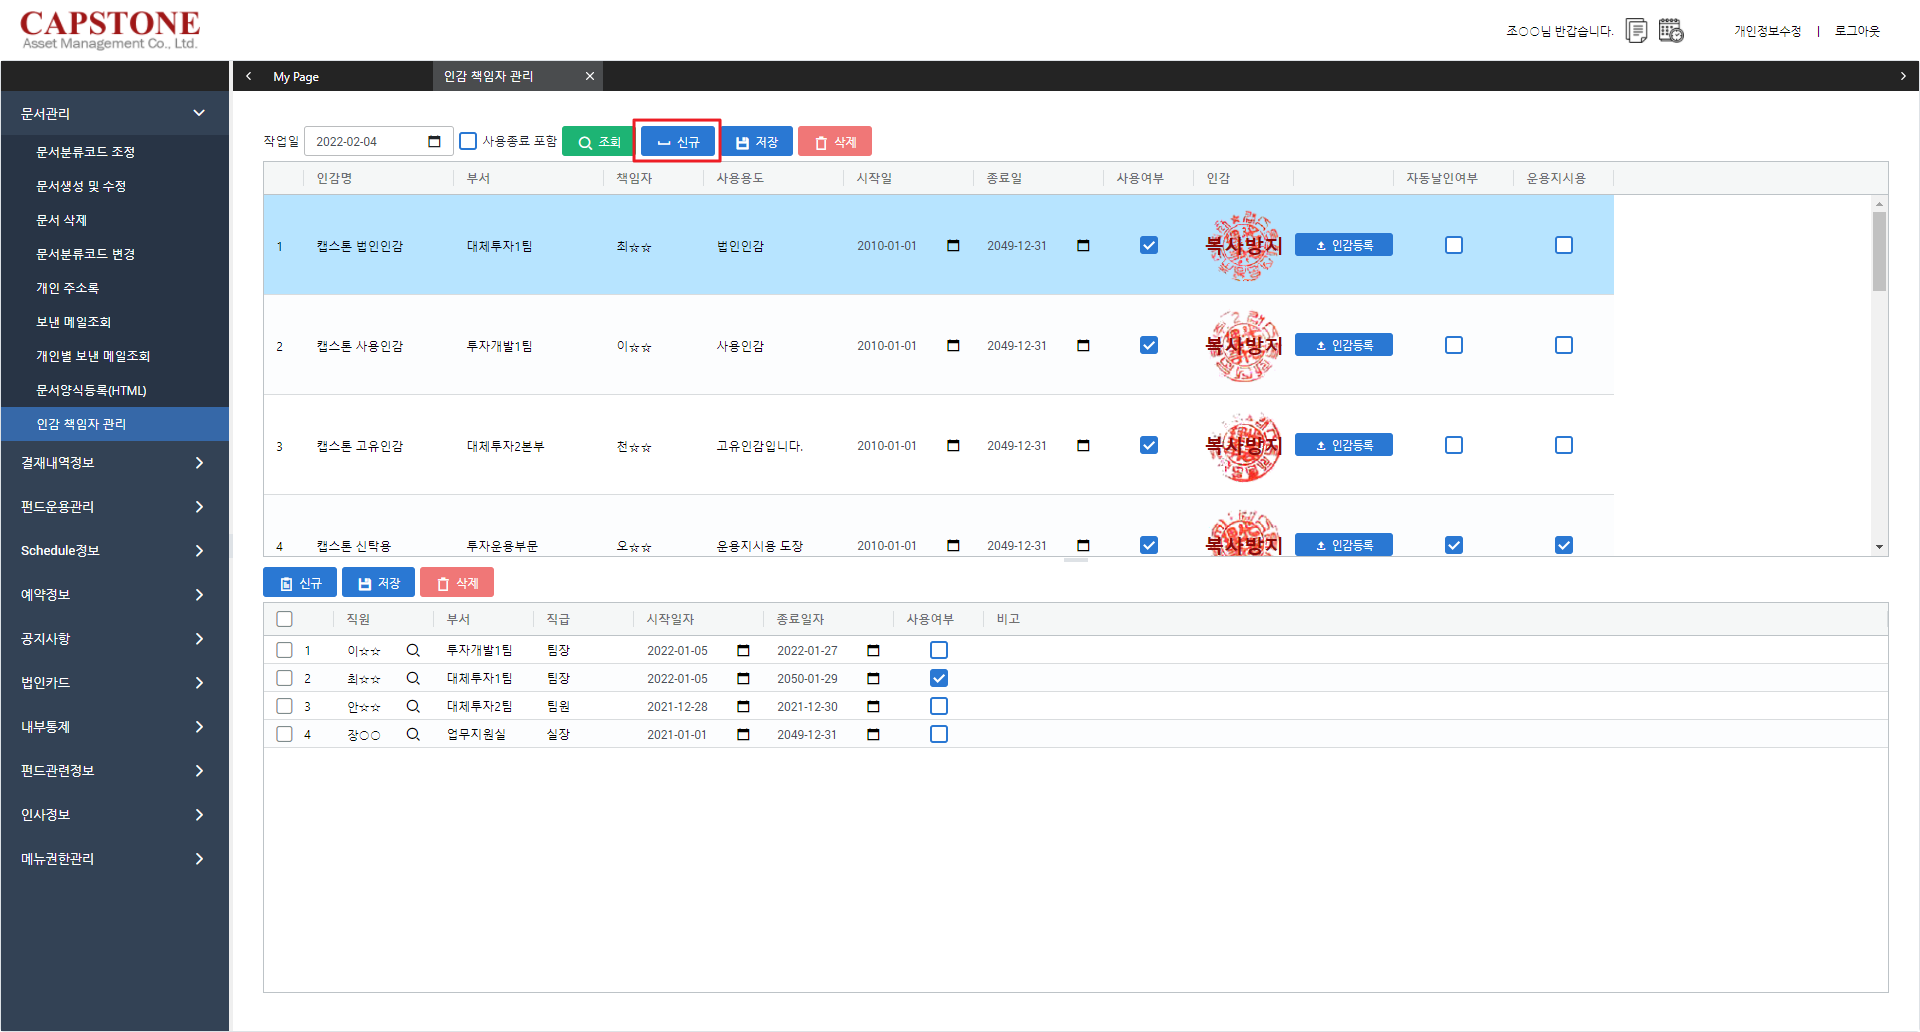 CAPSTONE
Asset Management Co., Ltd.
조○○님 반갑습니다.
개인정보수정 | 로그아웃
My Page
인감 책임자 관리
문서관리
문서분류코드 조정
문서생성 및 수정
문서 삭제
문서분류코드 변경
개인 주소록
보낸 메일조회
개인별 보낸 메일조회
문서양식등록(HTML)
인감 책임자 관리
결재내역정보
펀드운용관리
Schedule정보
예약정보
공지사항
법인카드
내부통제
펀드관련정보
인사정보
메뉴권한관리
작업일 2022-02-04 사용종료 포함 조회 신규 저장 삭제
인감명 부서 책임자 사용용도 시작일 종료일 사용여부 인감 자동날인여부 운용지시용
1 캡스톤 법인인감 대체투자1팀 최☆☆ 법인인감 2010-01-01 2049-12-31 복사방지 인감등록
2 캡스톤 사용인감 투자개발1팀 이☆☆ 사용인감 2010-01-01 2049-12-31 복사방지 인감등록
3 캡스톤 고유인감 대체투자2본부 천☆☆ 고유인감입니다. 2010-01-01 2049-12-31 복사방지 인감등록
4 캡스톤 신탁용 투자운용부문 오☆☆ 운용지시용 도장 2010-01-01 2049-12-31 복사방지 인감등록
신규 저장 삭제
직원 부서 직급 시작일자 종료일자 사용여부 비고
1 이☆☆ 투자개발1팀 팀장 2022-01-05 2022-01-27
2 최☆☆ 대체투자1팀 팀장 2022-01-05 2050-01-29
3 안☆☆ 대체투자2팀 팀원 2021-12-28 2021-12-30
4 장○○ 업무지원실 실장 2021-01-01 2049-12-31